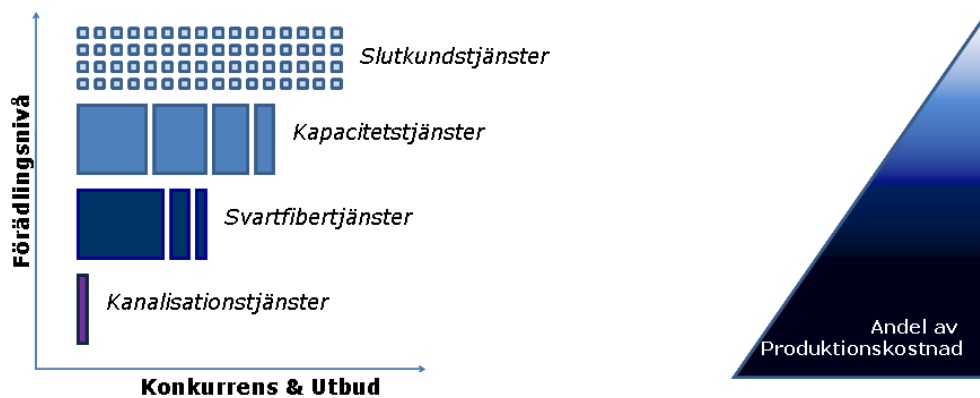 Slutkundstjänster
Kapacitetstjänster
Svartfibertjänster
Kanalisationstjänster
Förädlingsnivå
Konkurrens & Utbud
Andel av
Produktionskostnad